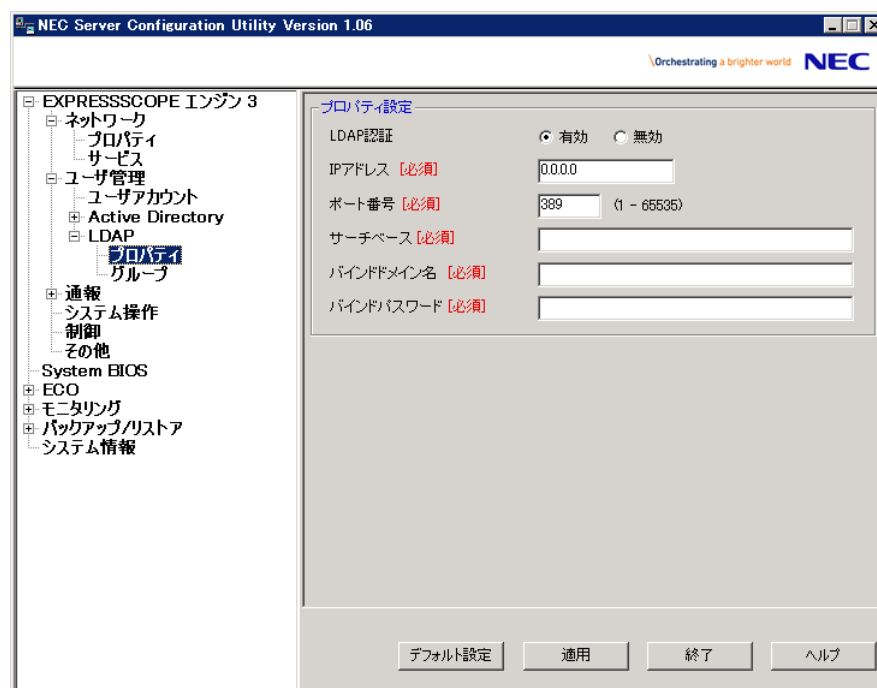 NEC Server Configuration Utility Version 1.06
\Orchestrating a brighter world NEC
EXPRESSSCOPE エンジン 3
ネットワーク
プロパティ
サービス
ユーザ管理
ユーザアカウント
Active Directory
LDAP
プロパティ
グループ
通報
システム操作
制御
その他
System BIOS
ECO
モニタリング
バックアップ/リストア
システム情報
プロパティ設定
LDAP認証 有効 無効
IPアドレス [必須] 0.0.0.0
ポート番号 [必須] 389 (1 - 65535)
サーチベース [必須]
バインドドメイン名 [必須]
バインドパスワード [必須]
デフォルト設定 適用 終了 ヘルプ